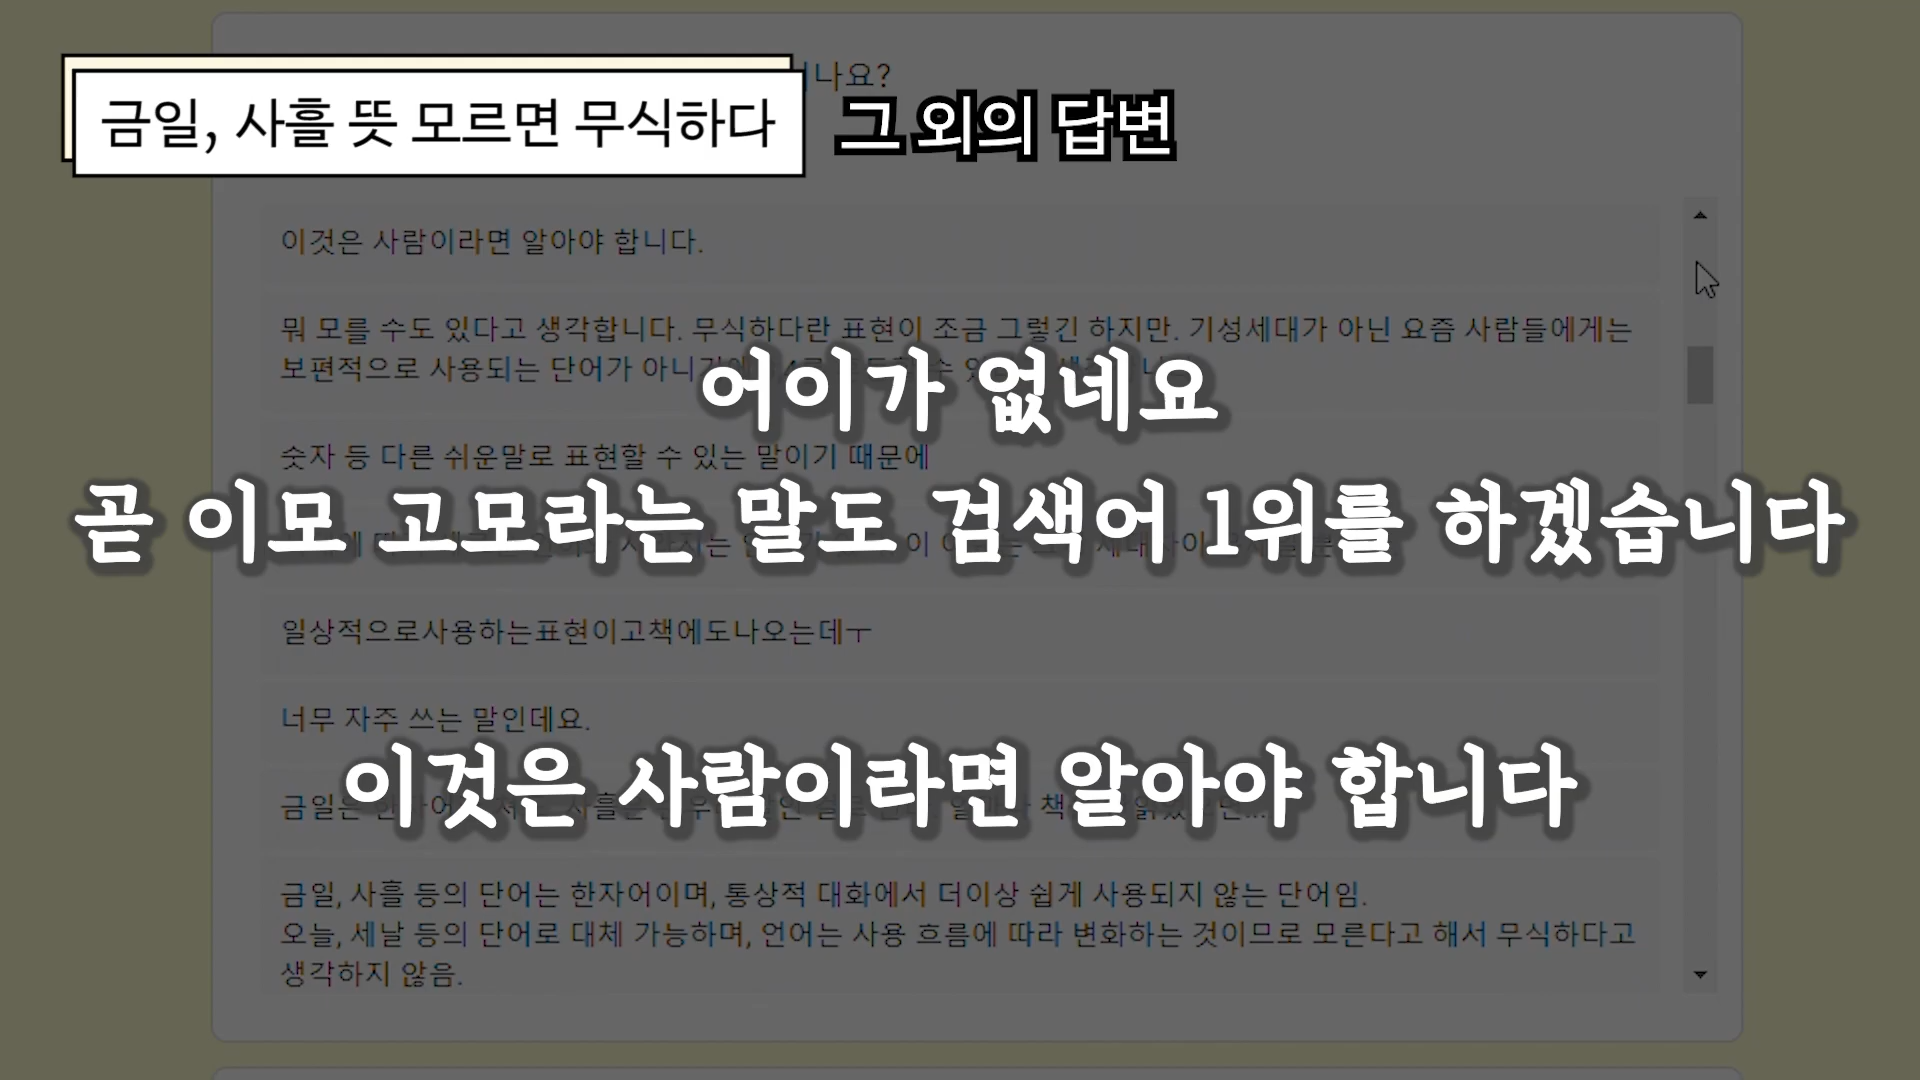 나요?
금일, 사흘 뜻 모르면 무식하다
그 외의 답변
이것은 사람이라면 알아야 합니다.
뭐 모를 수도 있다고 생각합니다. 무식하다란 표현이 조금 그렇긴 하지만. 기성세대가 아닌 요즘 사람들에게는
보편적으로 사용되는 단어가
어이가 없네요
숫자 등 다른 쉬운말로 표현할 수 있는 말이기 때문에
곧 이모 고모라는 말도 검색어 1위를 하겠습니다
일상적으로사용하는표현이고책에도나오는데ㅜ
너무 자주 쓰는 말인데요.
이것은 사람이라면 알아야 합니다
금일, 사흘 등의 단어는 한자어이며, 통상적 대화에서 더이상 쉽게 사용되지 않는 단어임.
오늘, 세날 등의 단어로 대체 가능하며, 언어는 사용 흐름에 따라 변화하는 것이므로 모른다고 해서 무식하다고
생각하지 않음.